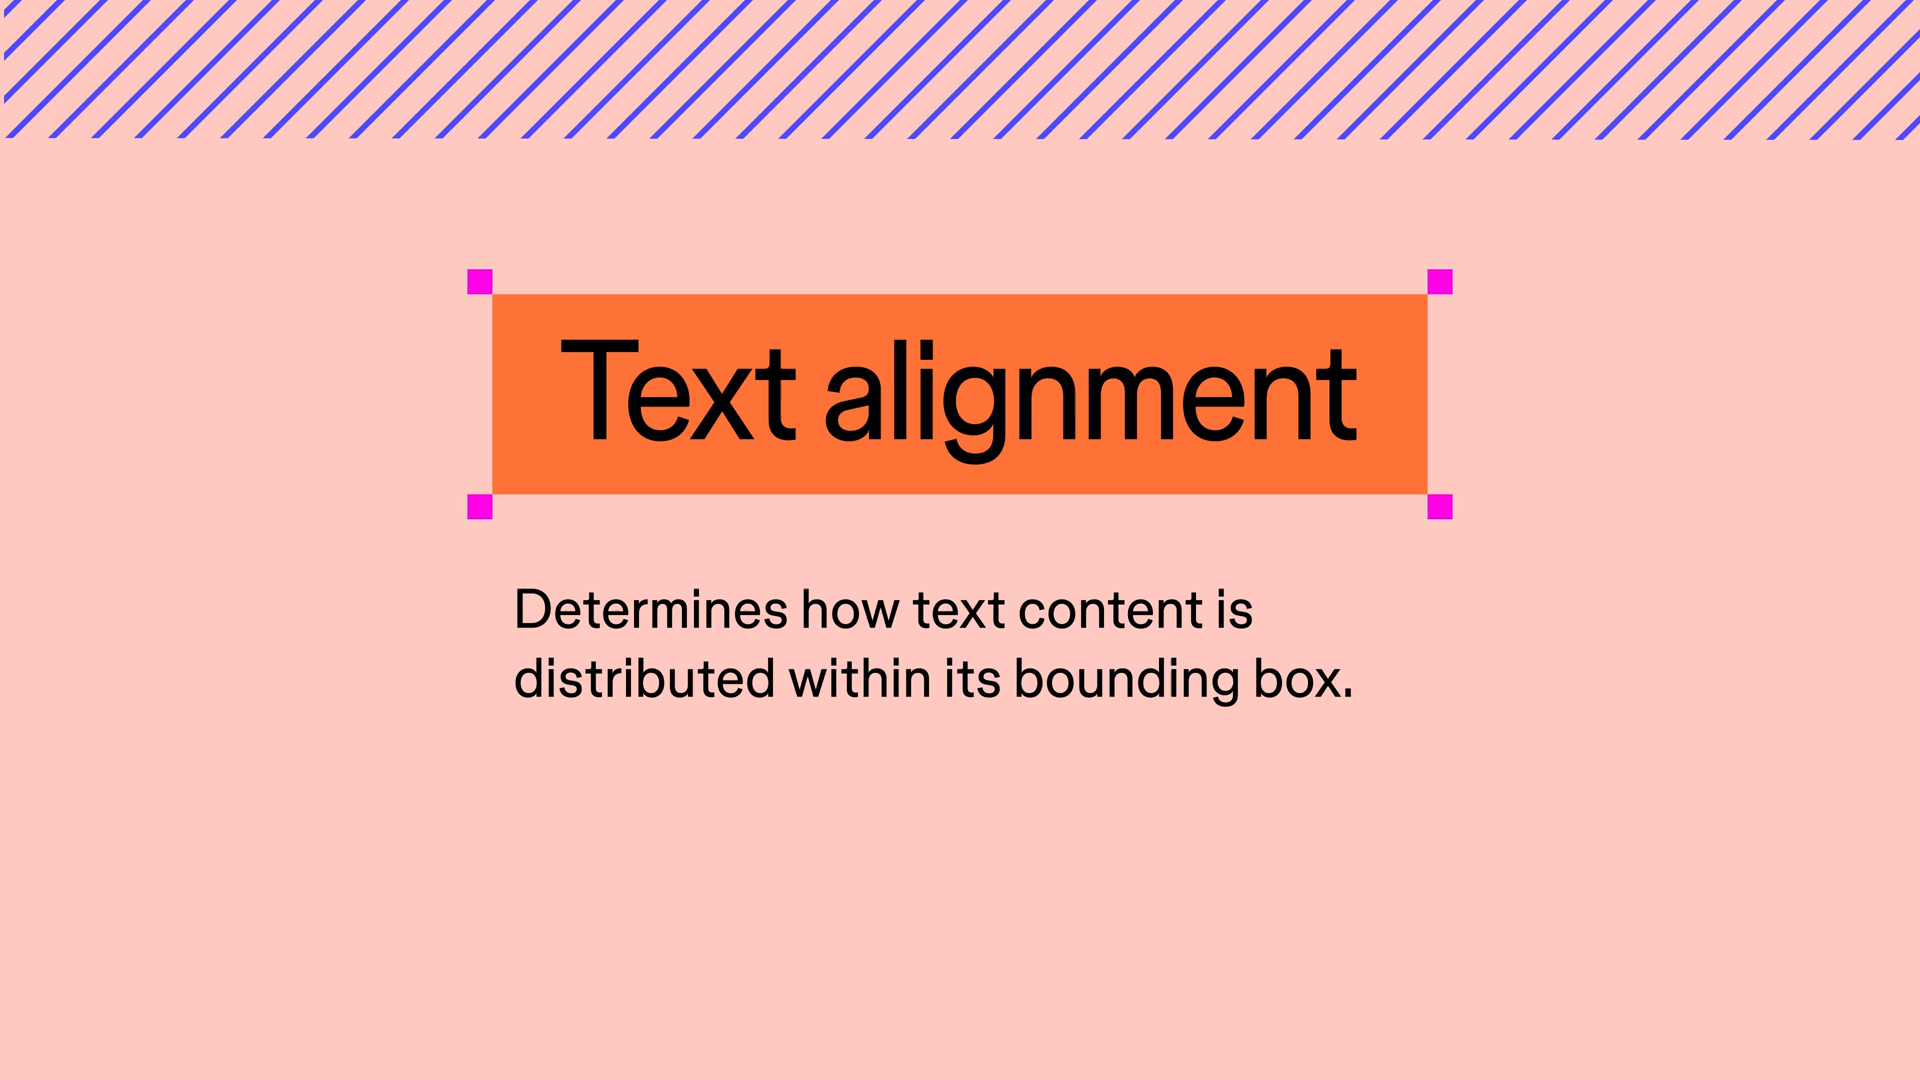 Text alignment
Determines how text content is
distributed within its bounding box.